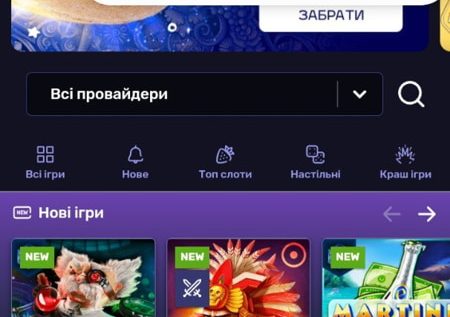 ЗАБРАТИ
Всі провайдери
Всі ігри
Нове
Топ слоти
Настільні
Краш ігри
NEW Нові ігри
NEW
NEW
NEW
MARTINI